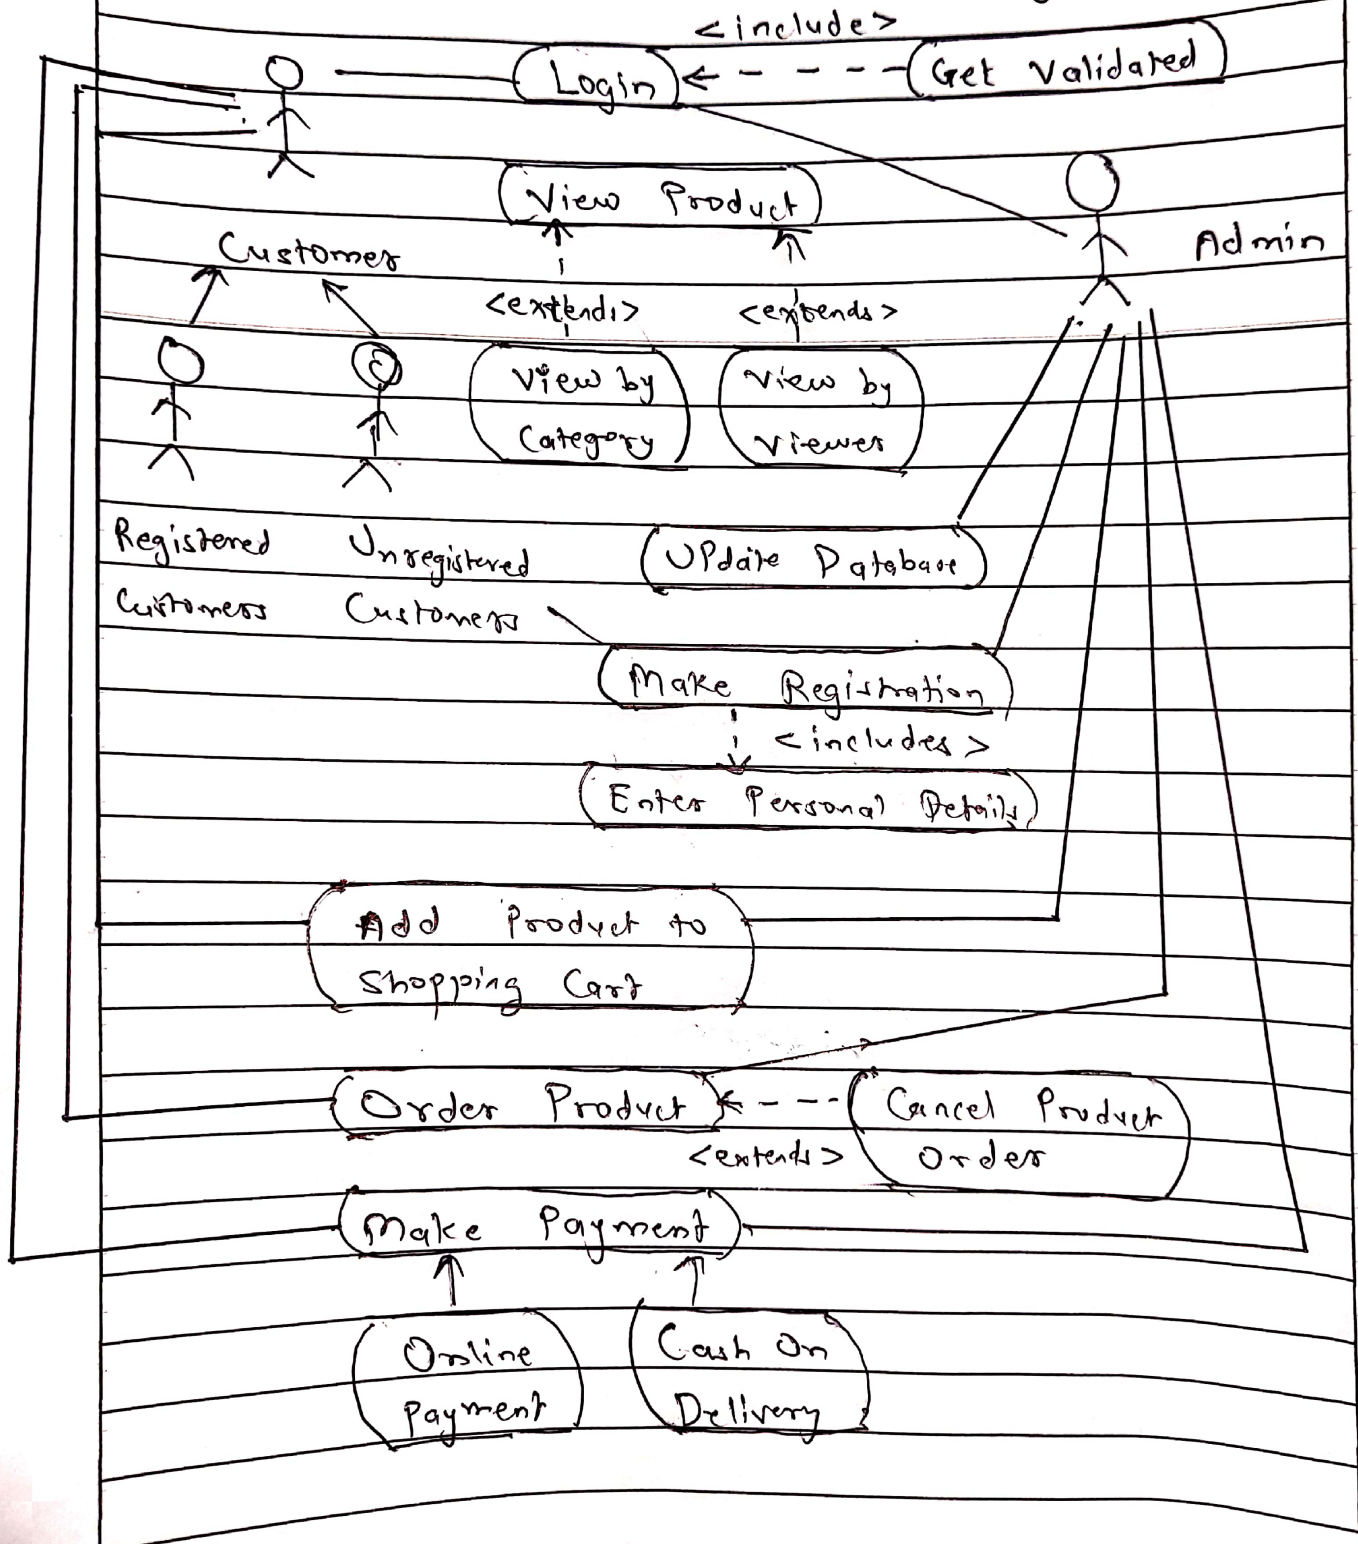 <include>
Login
Get Validated
View Product
Customer
Admin
<extends>
<extends>
View by
Category
View by
Viewer
Registered
Customers
Unregistered
Customers
Update Database
Make Registration
<includes>
Enter Personal Details
Add Product to
Shopping Cart
Order Product
Cancel Product
Order
<extends>
Make Payment
Online
Payment
Cash On
Delivery